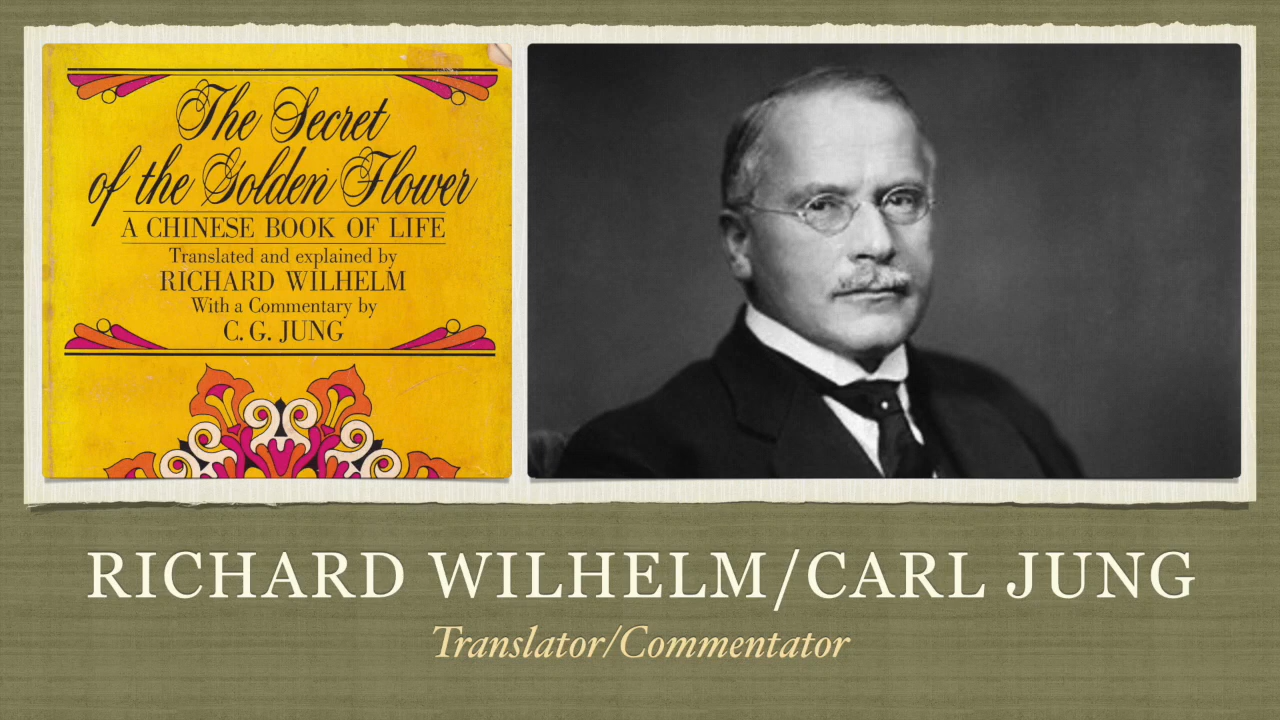 The Secret
of the Golden Flower
A CHINESE BOOK OF LIFE
Translated and explained by
RICHARD WILHELM
With a Commentary by
C. G. JUNG
RICHARD WILHELM/CARL JUNG
Translator/Commentator